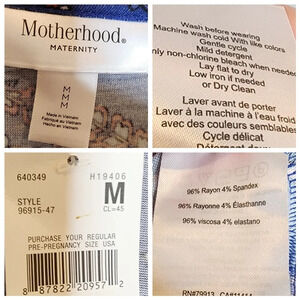 Motherhood®
MATERNITY
M
M
M
Made in Vietnam
Fabriqué au Vietnam
Hecho en Vietnam
Wash before wearing
Machine wash cold With like colors
Gentle cycle
Mild detergent
Only non-chlorine bleach when needed
Lay flat to dry
Low iron if needed
or Dry Clean
Laver avant de porter
Laver à la machine à l'eau
avec des couleurs semblables
Cycle délicat
640349
H19406
STYLE
M
96915-47
CL=45
PURCHASE YOUR REGULAR
PRE-PREGNANCY SIZE USA
8 87822 20957 2
96% Rayon 4% Spandex
96% Rayonne 4% Élasthanne
96% viscosa 4% elastano
RN#79913